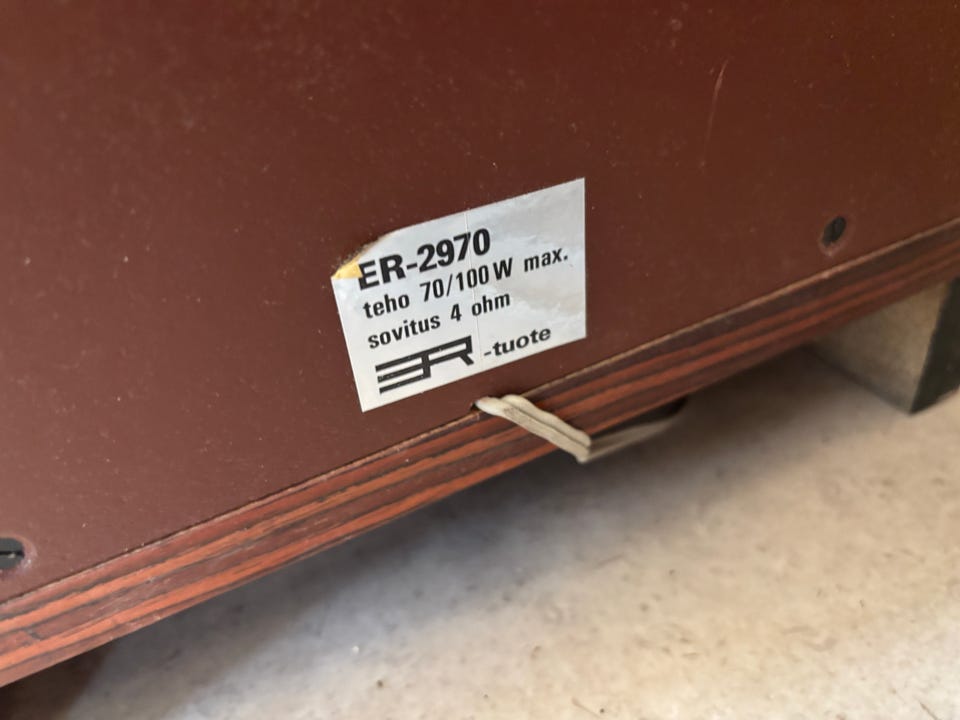 ER-2970
teho 70/100 W max.
sovitus 4 ohm
ER -tuote